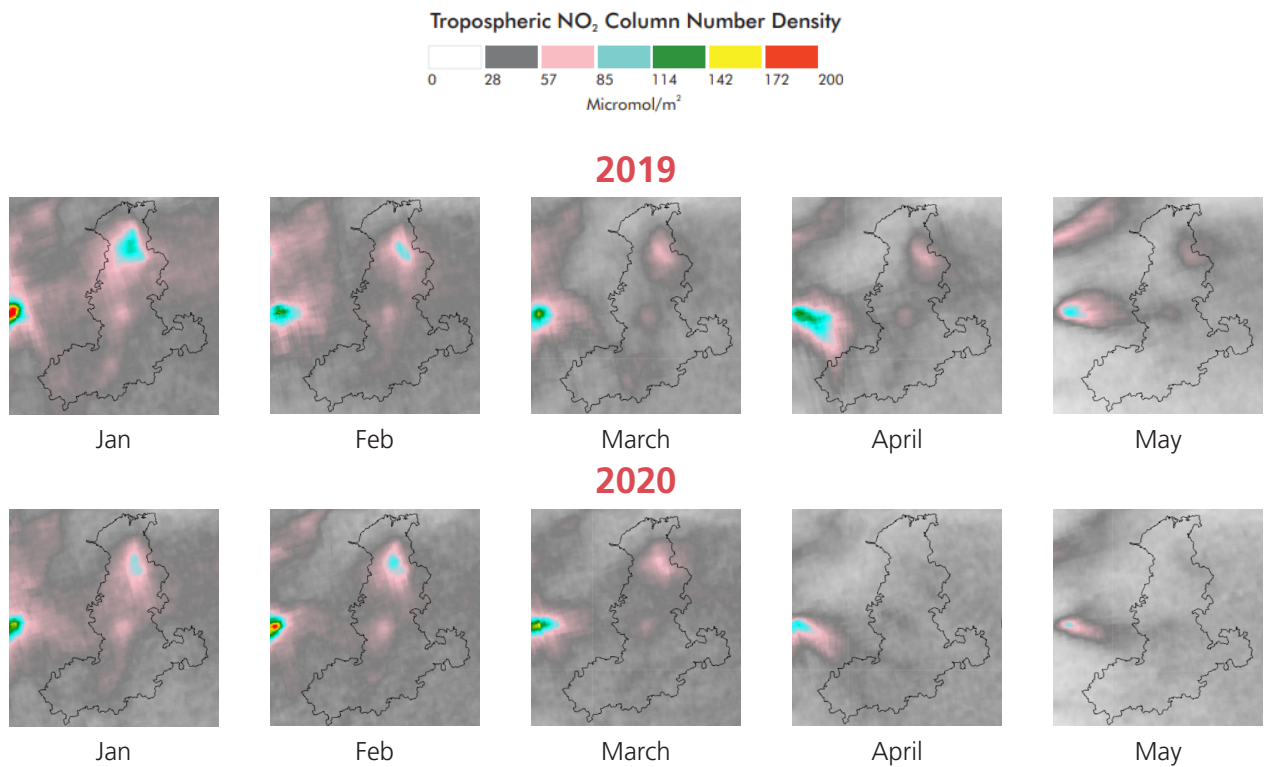 Tropospheric NO₂ Column Number Density
0 28 57 85 114 142 172 200
Micromol/m²
2019
Jan Feb March April May
2020
Jan Feb March April May